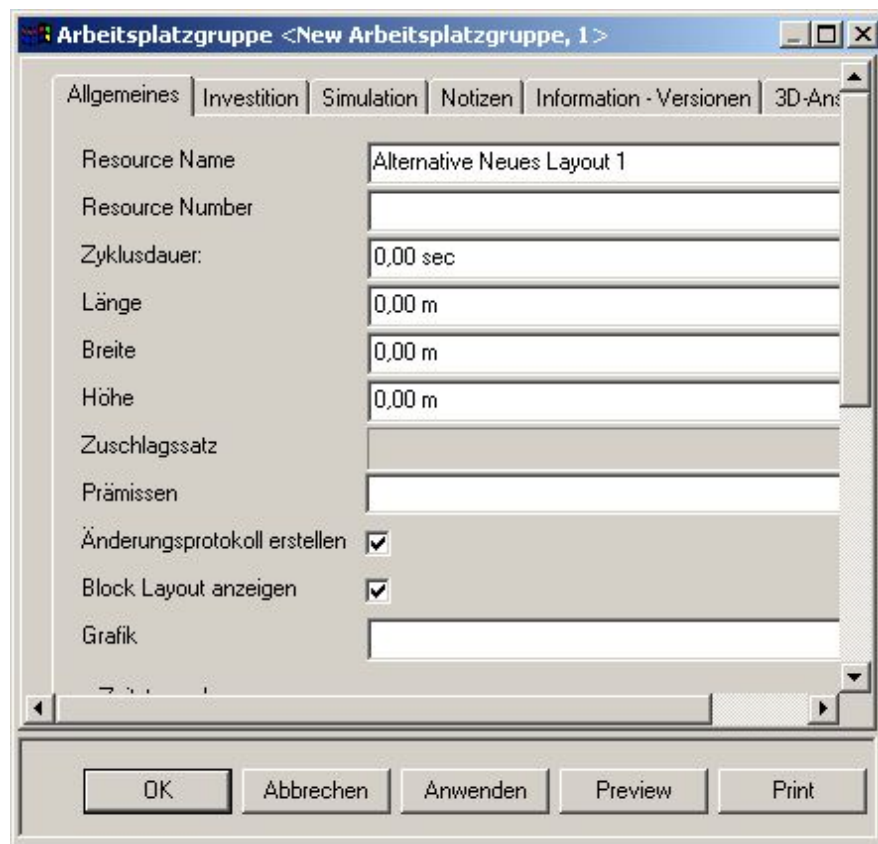 Arbeitsplatzgruppe <New Arbeitsplatzgruppe, 1>
Allgemeines Investition Simulation Notizen Information - Versionen 3D-Ans
Resource Name Alternative Neues Layout 1
Resource Number
Zyklusdauer: 0,00 sec
Länge 0,00 m
Breite 0,00 m
Höhe 0,00 m
Zuschlagssatz
Prämissen
Änderungsprotokoll erstellen
Block Layout anzeigen
Grafik
OK Abbrechen Anwenden Preview Print